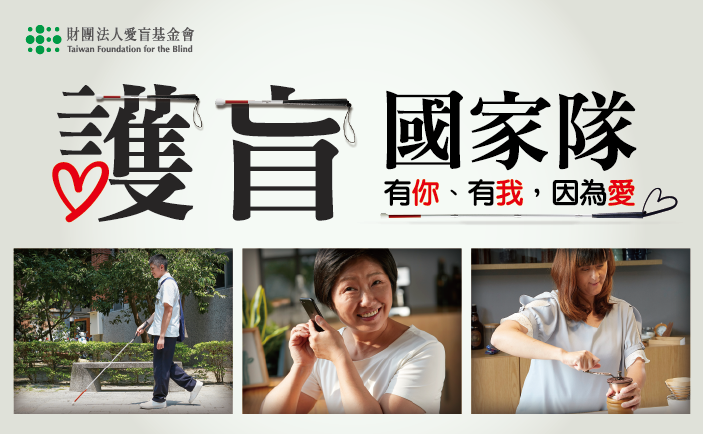 財團法人愛盲基金會
Taiwan Foundation for the Blind
護盲 國家隊
有你、有我，因為愛